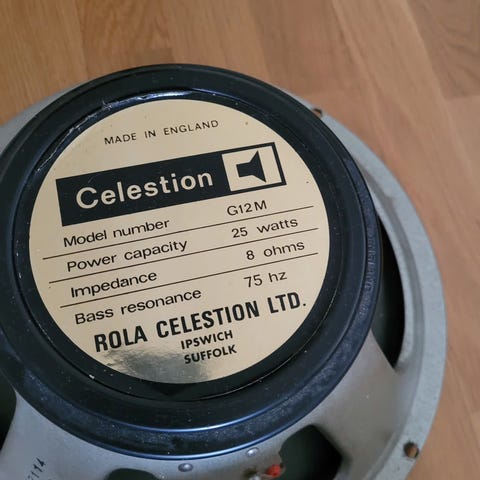 MADE IN ENGLAND
Celestion
Model number G12M
Power capacity 25 watts
Impedance 8 ohms
Bass resonance 75 hz
ROLA CELESTION LTD.
IPSWICH
SUFFOLK